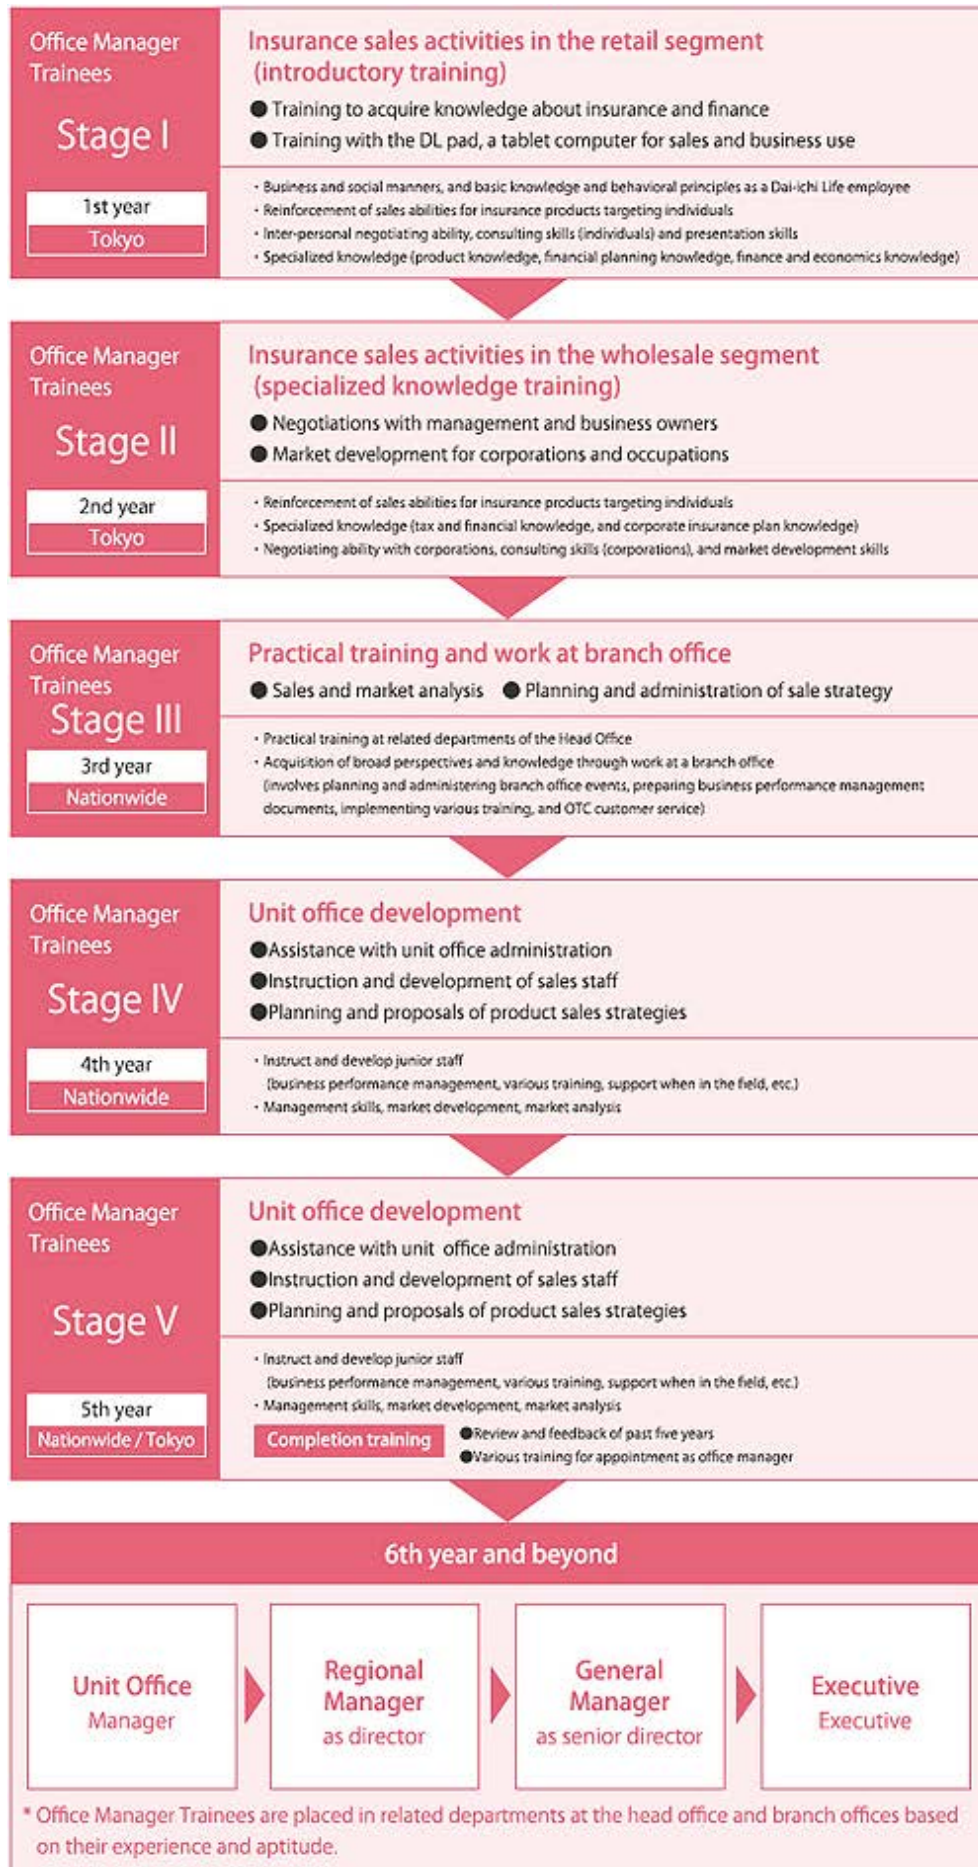 Office Manager
Trainees
Stage I
1st year
Tokyo
Insurance sales activities in the retail segment
(introductory training)
● Training to acquire knowledge about insurance and finance
● Training with the DL pad, a tablet computer for sales and business use
・Business and social manners, and basic knowledge and behavioral principles as a Dai-ichi Life employee
・Reinforcement of sales abilities for insurance products targeting individuals
・Inter-personal negotiating ability, consulting skills (individuals) and presentation skills
・Specialized knowledge (product knowledge, financial planning knowledge, finance and economics knowledge)
Office Manager
Trainees
Stage II
2nd year
Tokyo
Insurance sales activities in the wholesale segment
(specialized knowledge training)
● Negotiations with management and business owners
● Market development for corporations and occupations
・Reinforcement of sales abilities for insurance products targeting individuals
・Specialized knowledge (tax and financial knowledge, and corporate insurance plan knowledge)
・Negotiating ability with corporations, consulting skills (corporations), and market development skills
Office Manager
Trainees
Stage III
3rd year
Nationwide
Practical training and work at branch office
● Sales and market analysis ● Planning and administration of sale strategy
・Practical training at related departments of the Head Office
・Acquisition of broad perspectives and knowledge through work at a branch office
(involves planning and administering branch office events, preparing business performance management
documents, implementing various training, and OTC customer service)
Office Manager
Trainees
Stage IV
4th year
Nationwide
Unit office development
●Assistance with unit office administration
●Instruction and development of sales staff
●Planning and proposals of product sales strategies
・Instruct and develop junior staff
(business performance management, various training, support when in the field, etc.)
・Management skills, market development, market analysis
Office Manager
Trainees
Stage V
5th year
Nationwide / Tokyo
Unit office development
●Assistance with unit office administration
●Instruction and development of sales staff
●Planning and proposals of product sales strategies
・Instruct and develop junior staff
(business performance management, various training, support when in the field, etc.)
・Management skills, market development, market analysis
Completion training
●Review and feedback of past five years
●Various training for appointment as office manager
6th year and beyond
Unit Office
Manager
Regional
Manager
as director
General
Manager
as senior director
Executive
Executive
* Office Manager Trainees are placed in related departments at the head office and branch offices based
on their experience and aptitude.